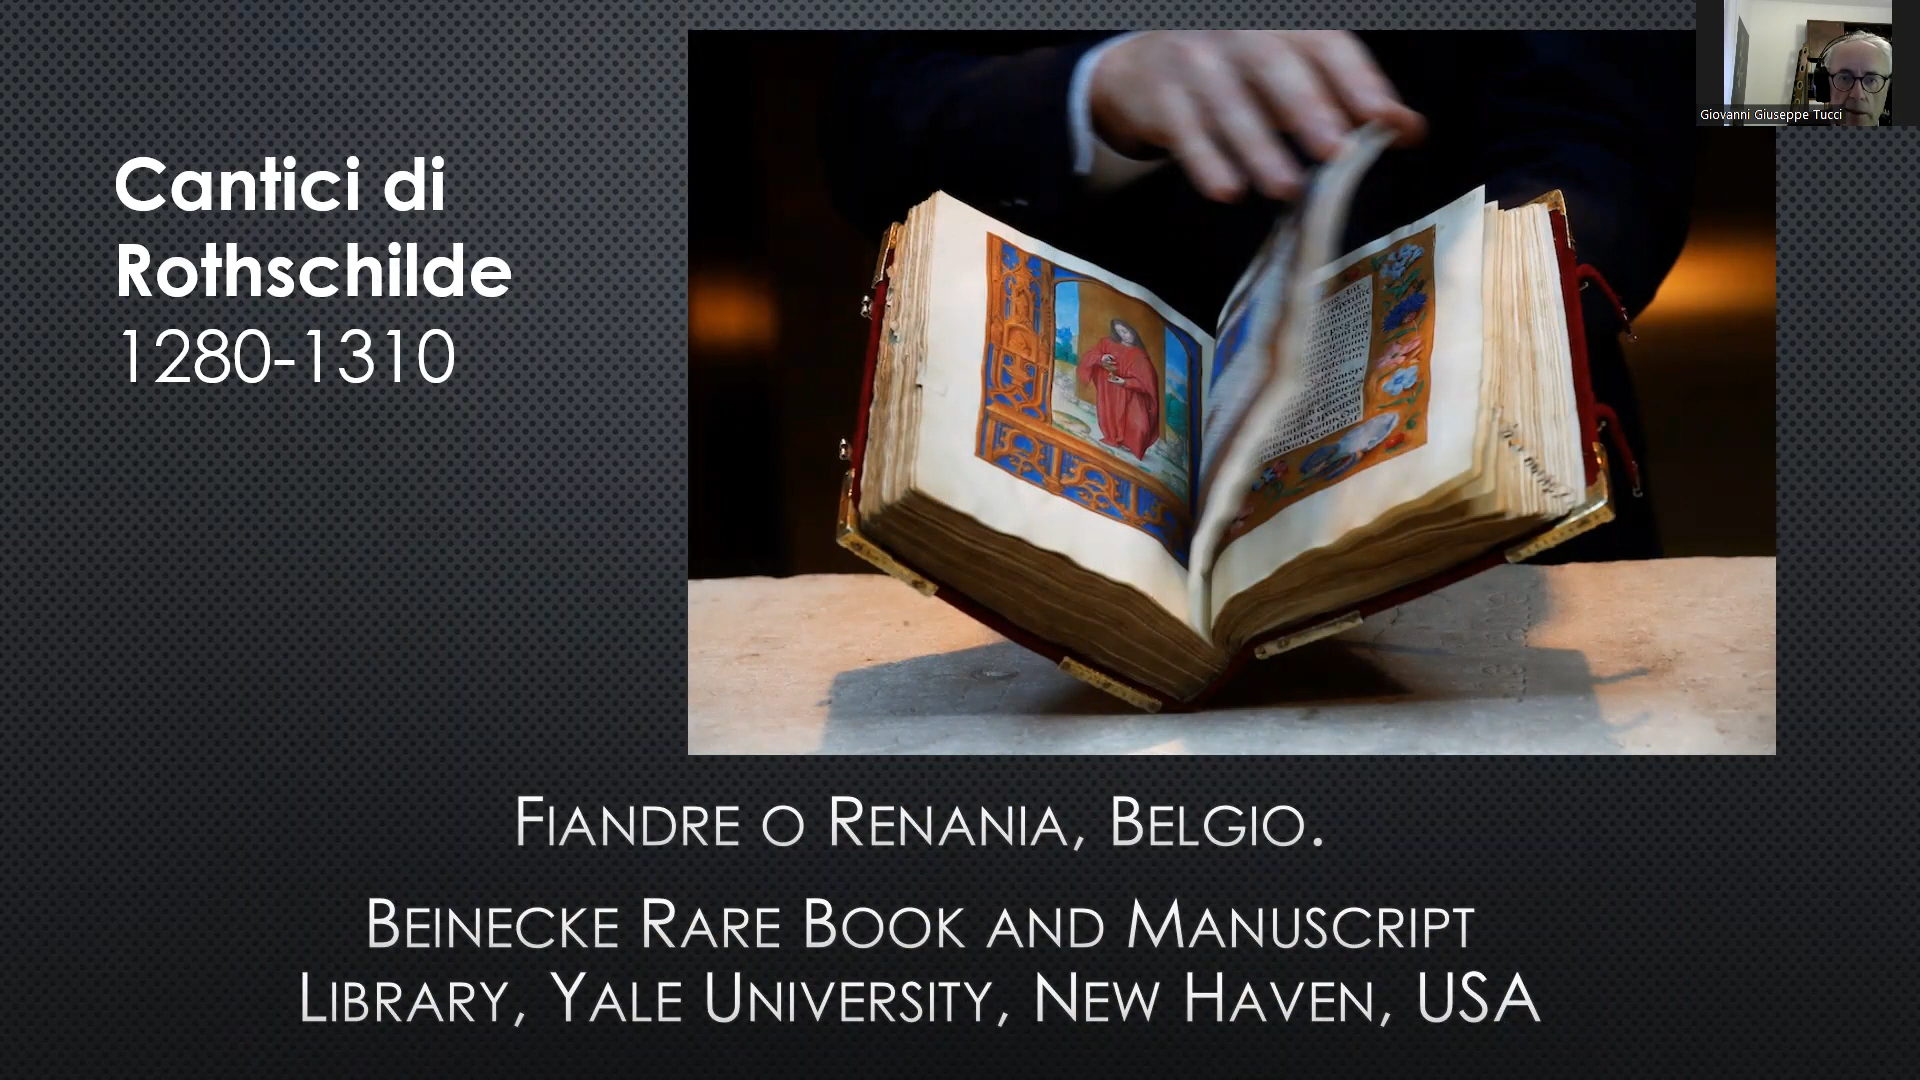 Cantici di
Rothschilde
1280-1310
Giovanni Giuseppe Tucci
FIANDRE O RENANIA, BELGIO.
BEINECKE RARE BOOK AND MANUSCRIPT
LIBRARY, YALE UNIVERSITY, NEW HAVEN, USA